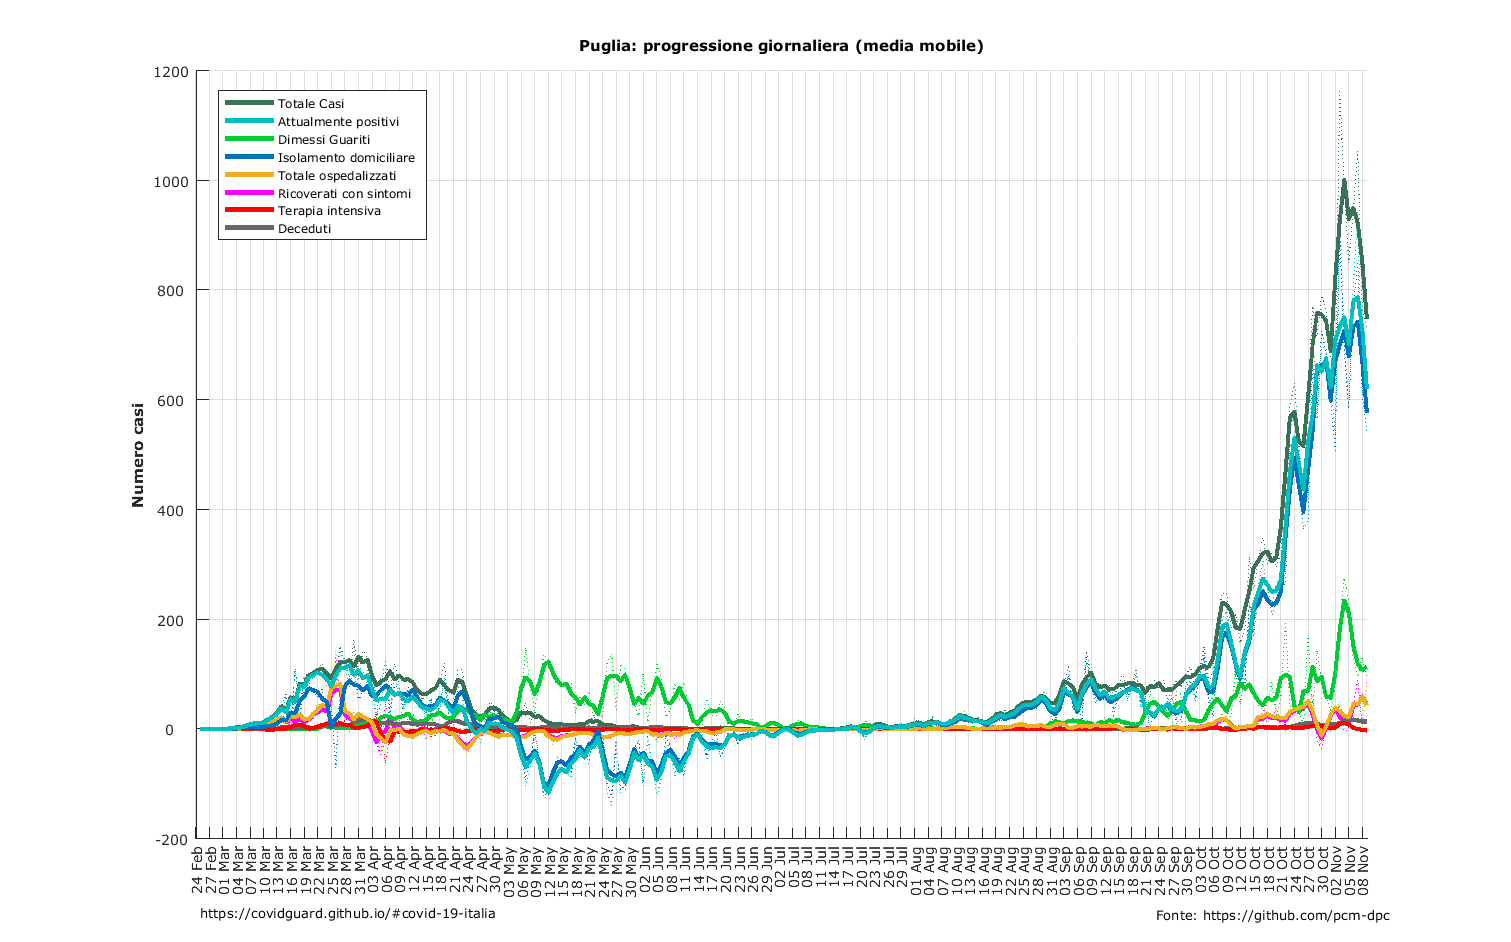 Puglia: progressione giornaliera (media mobile)
1200
1000
800
600
400
200
0
-200
Numero casi
Totale Casi
Attualmente positivi
Dimessi Guariti
Isolamento domiciliare
Totale ospedalizzati
Ricoverati con sintomi
Terapia intensiva
Deceduti
24 Feb
27 Feb
01 Mar
04 Mar
07 Mar
10 Mar
13 Mar
16 Mar
19 Mar
22 Mar
25 Mar
28 Mar
31 Mar
03 Apr
06 Apr
09 Apr
12 Apr
15 Apr
18 Apr
21 Apr
24 Apr
27 Apr
30 Apr
03 May
06 May
09 May
12 May
15 May
18 May
21 May
24 May
27 May
30 May
02 Jun
05 Jun
08 Jun
11 Jun
14 Jun
17 Jun
20 Jun
23 Jun
26 Jun
29 Jun
02 Jul
05 Jul
08 Jul
11 Jul
14 Jul
17 Jul
20 Jul
23 Jul
26 Jul
29 Jul
01 Aug
04 Aug
07 Aug
10 Aug
13 Aug
16 Aug
19 Aug
22 Aug
25 Aug
28 Aug
31 Aug
03 Sep
06 Sep
09 Sep
12 Sep
15 Sep
18 Sep
21 Sep
24 Sep
27 Sep
30 Sep
03 Oct
06 Oct
09 Oct
12 Oct
15 Oct
18 Oct
21 Oct
24 Oct
27 Oct
30 Oct
02 Nov
05 Nov
08 Nov
https://covidguard.github.io/#covid-19-italia
Fonte: https://github.com/pcm-dpc